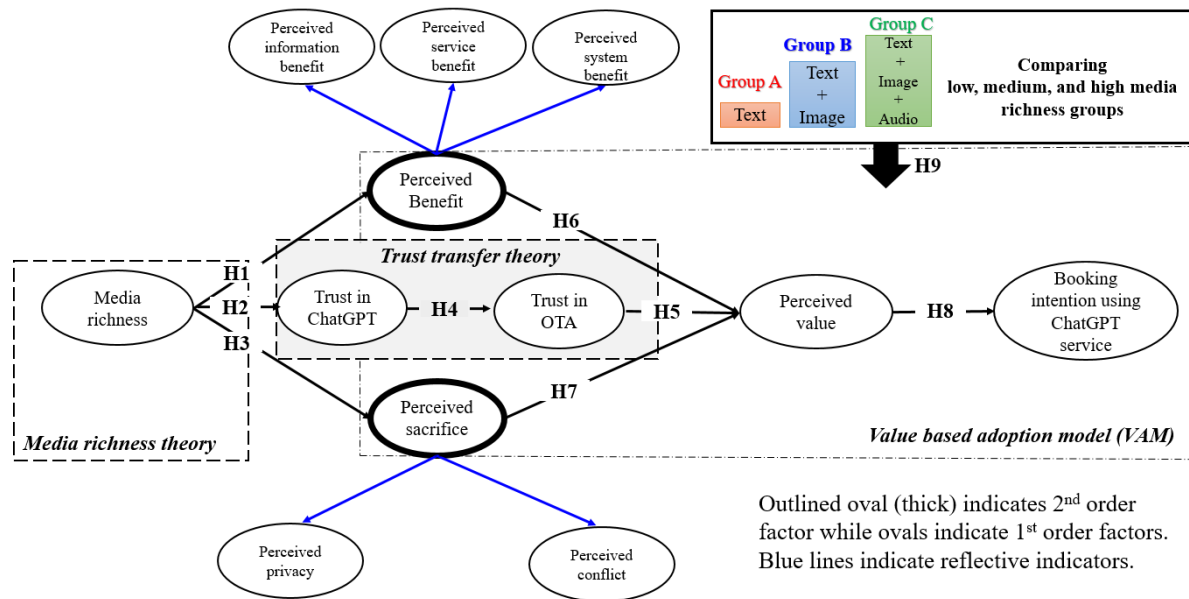 Perceived
information
benefit
Perceived
service
benefit
Perceived
system
benefit
Group A
Text
Group B
Text
+
Image
Group C
Text
+
Image
+
Audio
Comparing
low, medium, and high media
richness groups
H9
Perceived
Benefit
H6
Trust transfer theory
H1
H2
H3
Media
richness
Trust in
ChatGPT
H4
Trust in
OTA
H5
Perceived
value
H8
Booking
intention using
ChatGPT
service
H7
Perceived
sacrifice
Media richness theory
Value based adoption model (VAM)
Perceived
privacy
Perceived
conflict
Outlined oval (thick) indicates 2nd order
factor while ovals indicate 1st order factors.
Blue lines indicate reflective indicators.